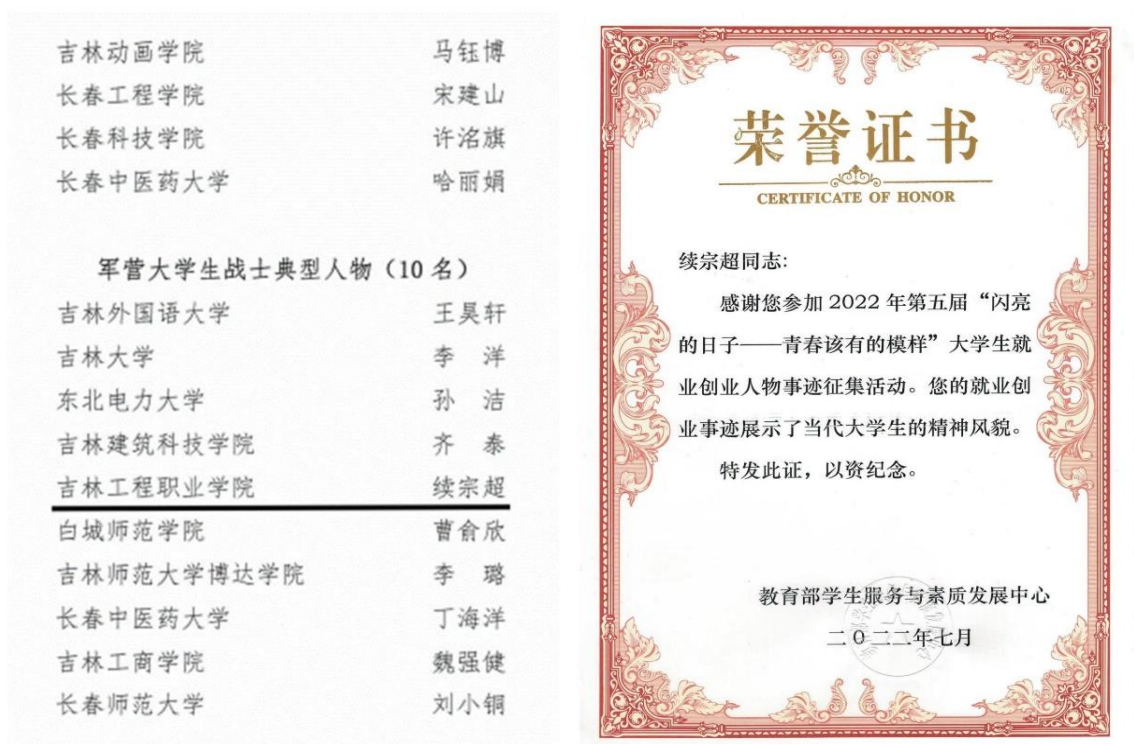 吉林动画学院 马钰博
长春工程学院 宋建山
长春科技学院 许洺旗
长春中医药大学 哈丽娟
军营大学生战士典型人物（10 名）
吉林外国语大学 王昊轩
吉林大学 李 洋
东北电力大学 孙 洁
吉林建筑科技学院 齐 泰
吉林工程职业学院 续宗超
白城师范学院 曹俞欣
吉林师范大学博达学院 李 璐
长春中医药大学 丁海洋
吉林工商学院 魏强健
长春师范大学 刘小铜
荣誉证书
CERTIFICATE OF HONOR
续宗超同志:
感谢您参加 2022 年第五届“闪亮
的日子——青春该有的模样”大学生就
业创业人物事迹征集活动。您的就业创
业事迹展示了当代大学生的精神风貌。
特发此证，以资纪念。
教育部学生服务与素质发展中心
二〇二二年七月